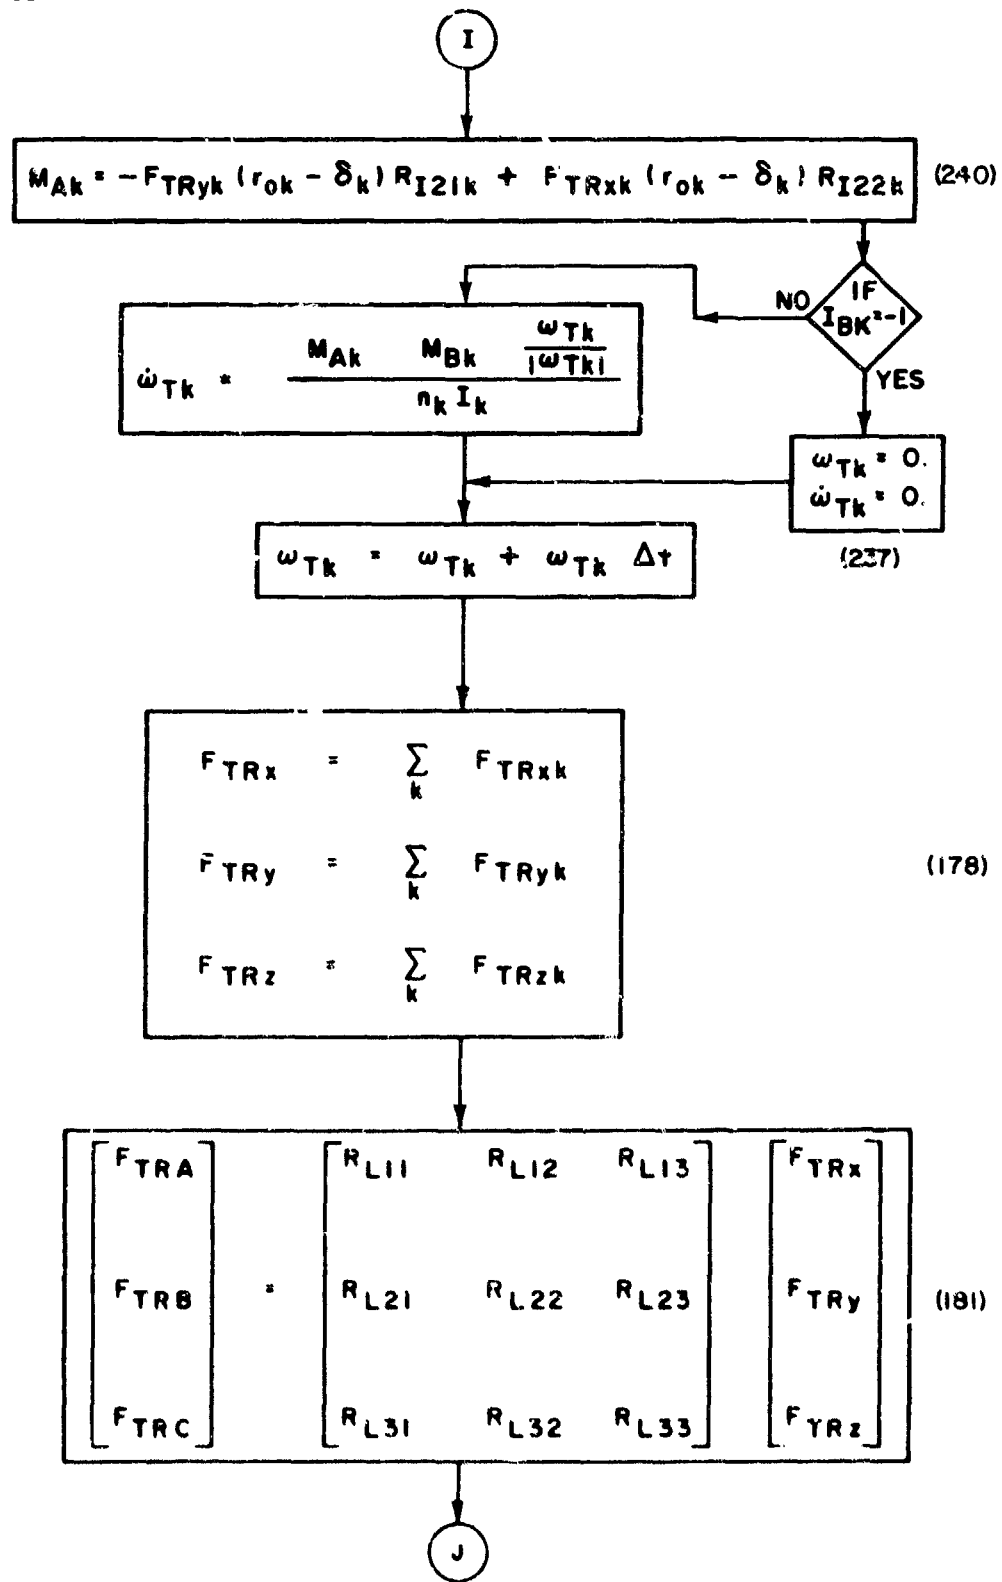 I
M_Ak = -F_TRyk (r_ok - δ_k) R_I21k + F_TRxk (r_ok - δ_k) R_I22k (240)
IF
NO I_BK = -1
YES
ω̇_Tk = (M_Ak M_Bk ω_Tk/|ω_Tk|) / (n_k I_k)
ω_Tk = 0.
ω̇_Tk = 0.
(237)
ω_Tk = ω_Tk + ω_Tk Δt
F_TRx = Σ_k F_TRxk
F_TRy = Σ_k F_TRyk (178)
F_TRz = Σ_k F_TRzk
[F_TRA] [R_L11 R_L12 R_L13] [F_TRx]
[F_TRB] = [R_L21 R_L22 R_L23] [F_TRy] (181)
[F_TRC] [R_L31 R_L32 R_L33] [F_TRz]
J